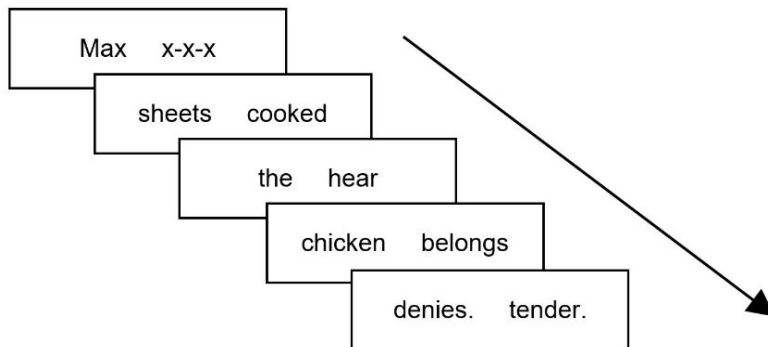 Max x-x-x
sheets cooked
the hear
chicken belongs
denies. tender.